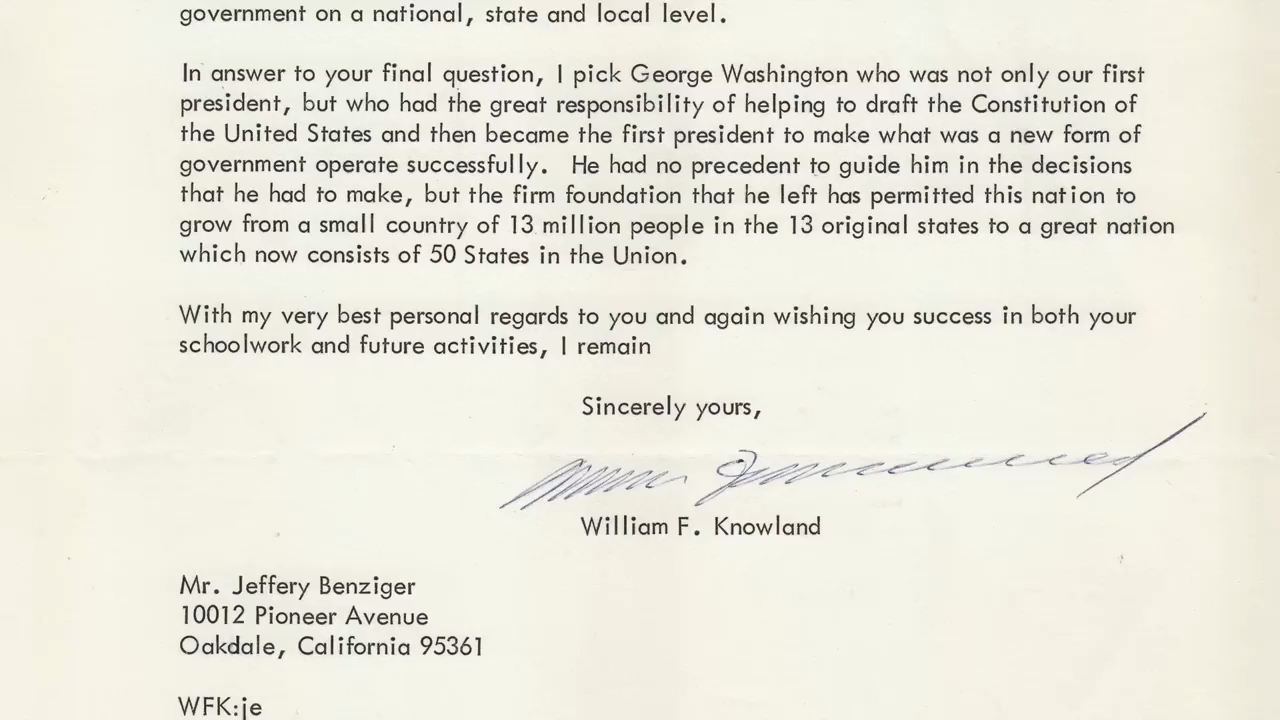 government on a national, state and local level.
In answer to your final question, I pick George Washington who was not only our first
president, but who had the great responsibility of helping to draft the Constitution of
the United States and then became the first president to make what was a new form of
government operate successfully. He had no precedent to guide him in the decisions
that he had to make, but the firm foundation that he left has permitted this nation to
grow from a small country of 13 million people in the 13 original states to a great nation
which now consists of 50 States in the Union.
With my very best personal regards to you and again wishing you success in both your
schoolwork and future activities, I remain
Sincerely yours,
William F. Knowland
Mr. Jeffery Benziger
10012 Pioneer Avenue
Oakdale, California 95361
WFK:je